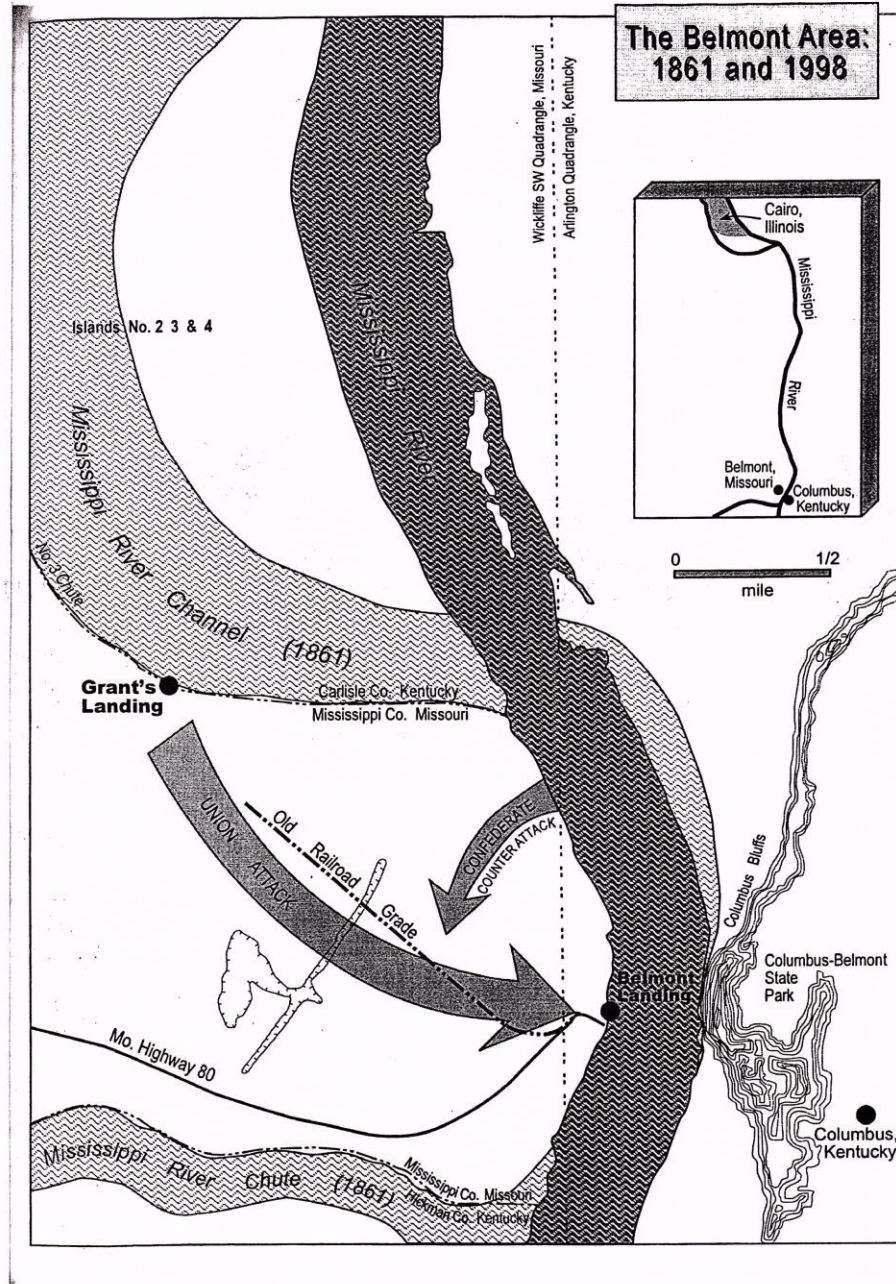 The Belmont Area:
1861 and 1998
Wickliffe SW Quadrangle, Missouri
Arlington Quadrangle, Kentucky
Cairo,
Illinois
Mississippi
River
Belmont,
Missouri
Columbus,
Kentucky
0 1/2
mile
Islands No. 2 3 & 4
Mississippi River
Mississippi River Channel (1861)
No. 3 Chute
Grant's
Landing
Carlisle Co. Kentucky
Mississippi Co. Missouri
UNION ATTACK
Old Railroad Grade
CONFEDERATE
COUNTER ATTACK
Columbus Bluffs
Columbus-Belmont
State
Park
Belmont
Landing
Mo. Highway 80
Columbus,
Kentucky
Mississippi River Chute (1861)
Mississippi Co. Missouri
Hickman Co. Kentucky